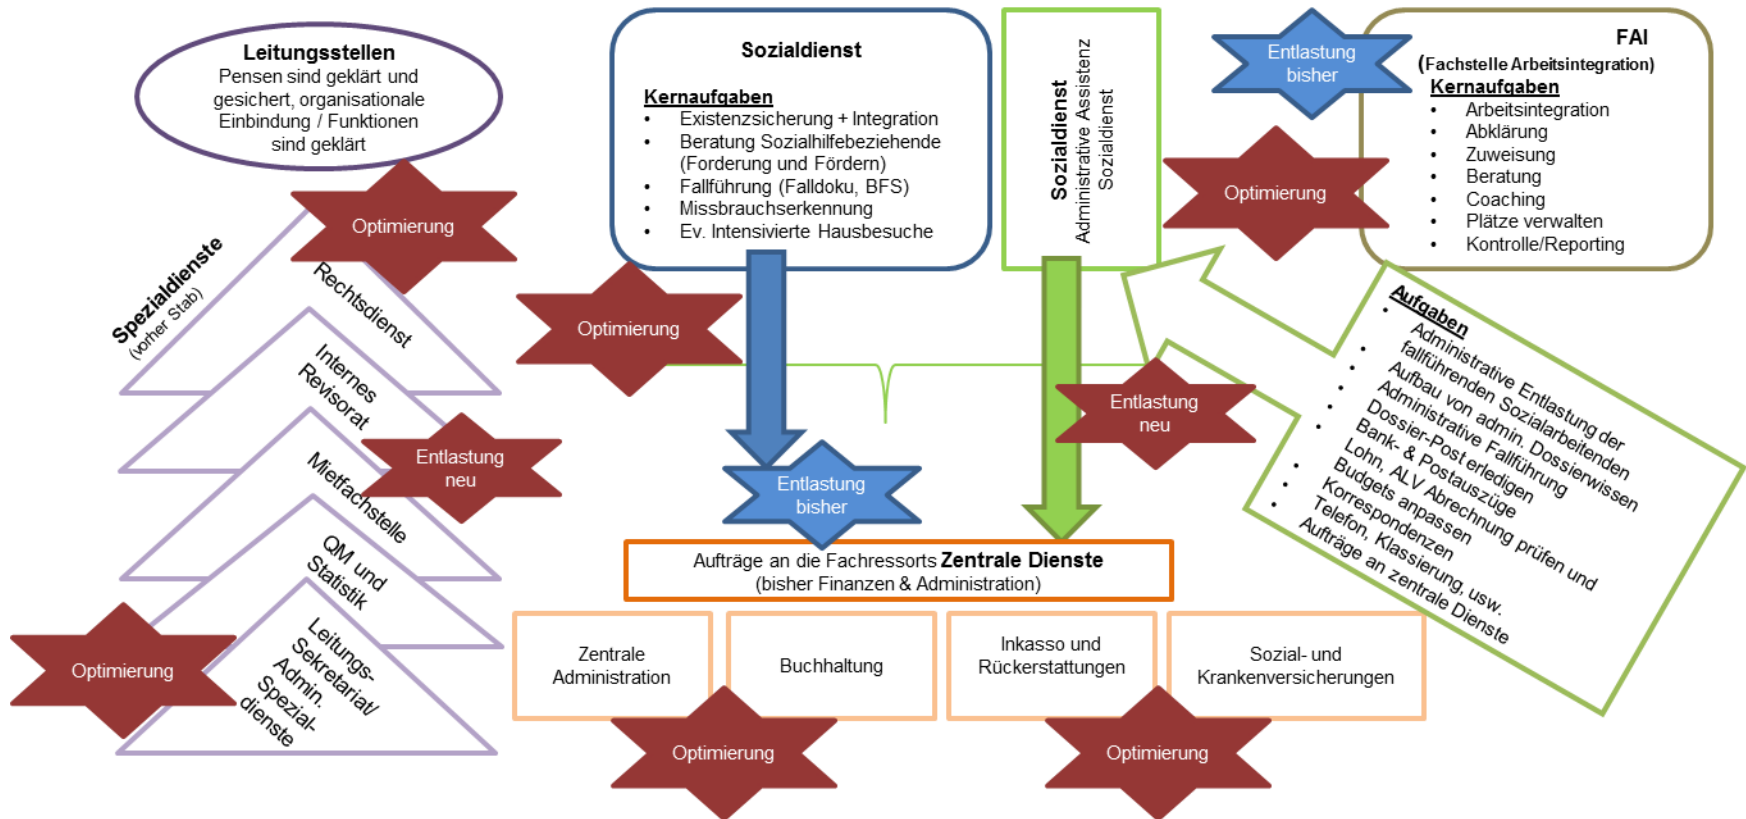 Leitungsstellen
Pensen sind geklärt und
gesichert, organisationale
Einbindung / Funktionen
sind geklärt
Optimierung
Spezialdienste
(vorher Stab)
Rechtsdienst
Internes
Revisorat
Entlastung
neu
Mietfachstelle
QM und
Statistik
Optimierung
Leitungs-
Sekretariat/
Admin.
Spezial-
dienste
Sozialdienst
Kernaufgaben
• Existenzsicherung + Integration
• Beratung Sozialhilfebeziehende
(Forderung und Fördern)
• Fallführung (Falldoku, BFS)
• Missbrauchserkennung
• Ev. Intensivierte Hausbesuche
Optimierung
Entlastung
bisher
Sozialdienst
Administrative Assistenz
Sozialdienst
Entlastung
neu
Entlastung
bisher
FAI
(Fachstelle Arbeitsintegration)
Kernaufgaben
• Arbeitsintegration
• Abklärung
• Zuweisung
• Beratung
• Coaching
• Plätze verwalten
• Kontrolle/Reporting
Optimierung
Aufgaben
• Administrative Entlastung der
fallführenden Sozialarbeitenden
• Aufbau von admin. Dossierwissen
• Administrative Fallführung
• Dossier-Post erledigen
• Bank- & Postauszüge
• Lohn, ALV Abrechnung prüfen und
Budgets anpassen
• Korrespondenzen
• Telefon, Klassierung, usw.
• Aufträge an zentrale Dienste
Aufträge an die Fachressorts Zentrale Dienste
(bisher Finanzen & Administration)
Zentrale
Administration
Buchhaltung
Inkasso und
Rückerstattungen
Sozial- und
Krankenversicherungen
Optimierung
Optimierung